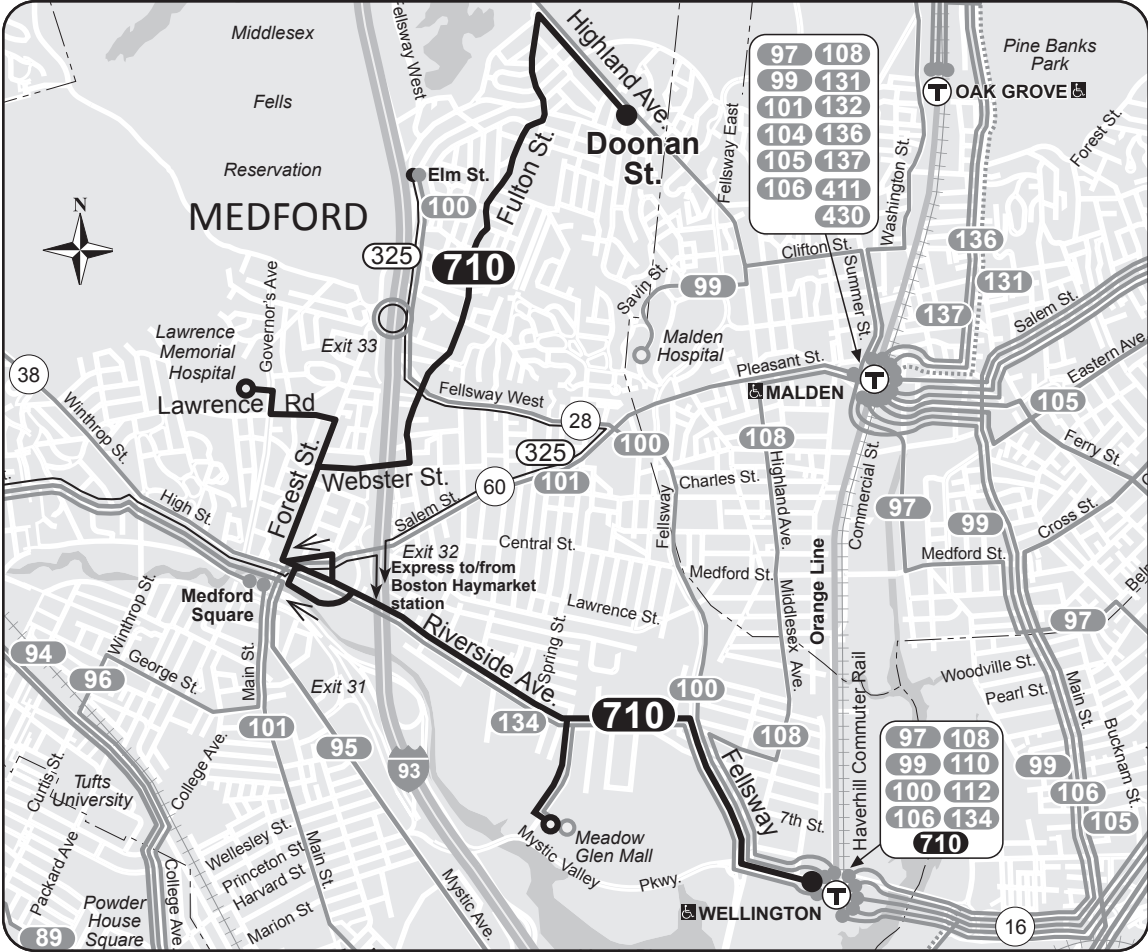 Middlesex
Fells
Reservation
MEDFORD
Fellsway West
Highland Ave.
Doonan
St.
Fulton St.
Elm St.
100
325
710
N
97 108
99 131
101 132
104 136
105 137
106 411
430
T OAK GROVE
Pine Banks
Park
Forest St.
Fellsway East
Washington St.
136
131
137
Clifton St.
Summer St.
Salem St.
Eastern Ave
Savin St.
99
Malden
Hospital
Pleasant St.
MALDEN
T
105
Ferry St.
Cross St.
Governor's Ave
Lawrence
Memorial
Hospital
Exit 33
Lawrence Rd
38
Winthrop St.
Fellsway West
28
325
100
101
60
108
Highland Ave.
Charles St.
Commercial St.
97
99
Medford St.
Forest St.
Webster St.
Salem St.
High St.
Exit 32
Express to/from
Boston Haymarket
station
Central St.
Fellsway
Medford St.
Middlesex Ave.
Orange Line
Lawrence St.
Medford
Square
Winthrop St.
George St.
Main St.
94
96
101
Exit 31
95
93
Riverside Ave.
Spring St.
134
710
100
108
97
Woodville St.
Pearl St.
Main St.
Bucknam St.
Haverhill Commuter Rail
97 108
99 110
100 112
106 134
710
99
106
105
Curtis St.
Tufts
University
College Ave.
Packard Ave
Powder
House
Square
89
College Ave.
Wellesley St.
Princeton St.
Harvard St
Marion St
Main St.
Mystic Ave.
Meadow
Glen Mall
Mystic Valley
Pkwy.
Fellsway
7th St.
WELLINGTON
T
16